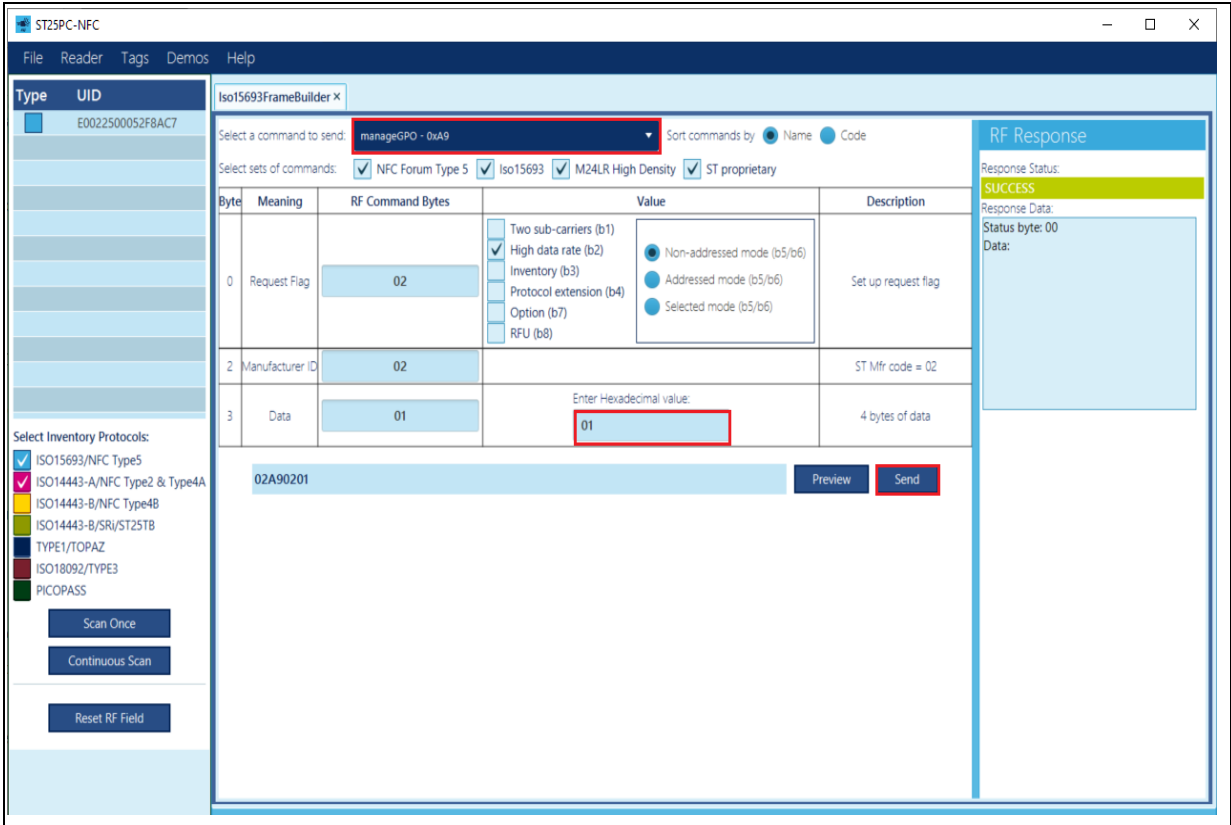 ST25PC-NFC
File Reader Tags Demos Help
Type UID
E0022500052F8AC7
Select Inventory Protocols:
ISO15693/NFC Type5
ISO14443-A/NFC Type2 & Type4A
ISO14443-B/NFC Type4B
ISO14443-B/SRi/ST25TB
TYPE1/TOPAZ
ISO18092/TYPE3
PICOPASS
Scan Once
Continuous Scan
Reset RF Field
Iso15693FrameBuilder ×
Select a command to send: manageGPO - 0xA9 Sort commands by Name Code
Select sets of commands: NFC Forum Type 5 Iso15693 M24LR High Density ST proprietary
Byte Meaning RF Command Bytes Value Description
0 Request Flag 02
Two sub-carriers (b1)
High data rate (b2)
Inventory (b3)
Protocol extension (b4)
Option (b7)
RFU (b8)
Non-addressed mode (b5/b6)
Addressed mode (b5/b6)
Selected mode (b5/b6)
Set up request flag
2 Manufacturer ID 02 ST Mfr code = 02
3 Data 01
Enter Hexadecimal value:
01
4 bytes of data
02A90201 Preview Send
RF Response
Response Status:
SUCCESS
Response Data:
Status byte: 00
Data: